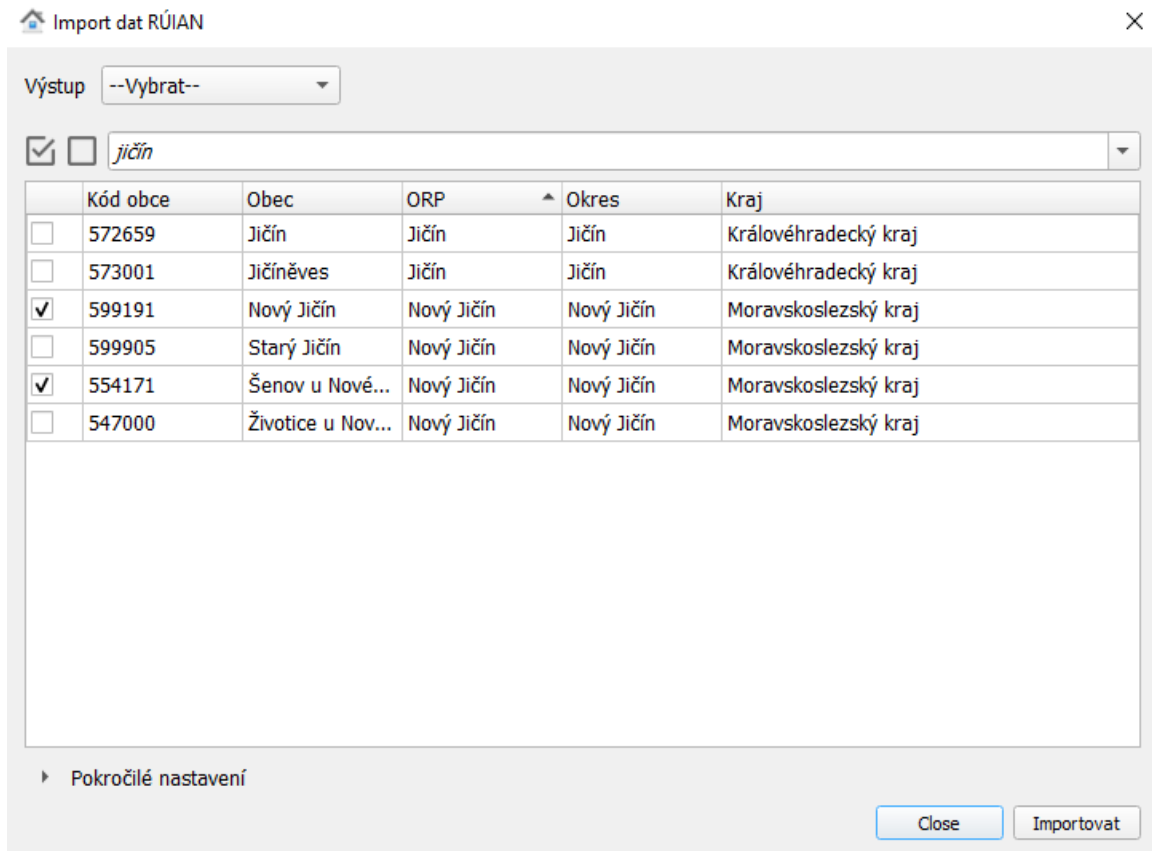 Import dat RÚIAN
Výstup --Vybrat--
jičín
Kód obce Obec ORP Okres Kraj
572659 Jičín Jičín Jičín Královéhradecký kraj
573001 Jičíněves Jičín Jičín Královéhradecký kraj
599191 Nový Jičín Nový Jičín Nový Jičín Moravskoslezský kraj
599905 Starý Jičín Nový Jičín Nový Jičín Moravskoslezský kraj
554171 Šenov u Nové... Nový Jičín Nový Jičín Moravskoslezský kraj
547000 Životice u Nov... Nový Jičín Nový Jičín Moravskoslezský kraj
Pokročilé nastavení
Close Importovat